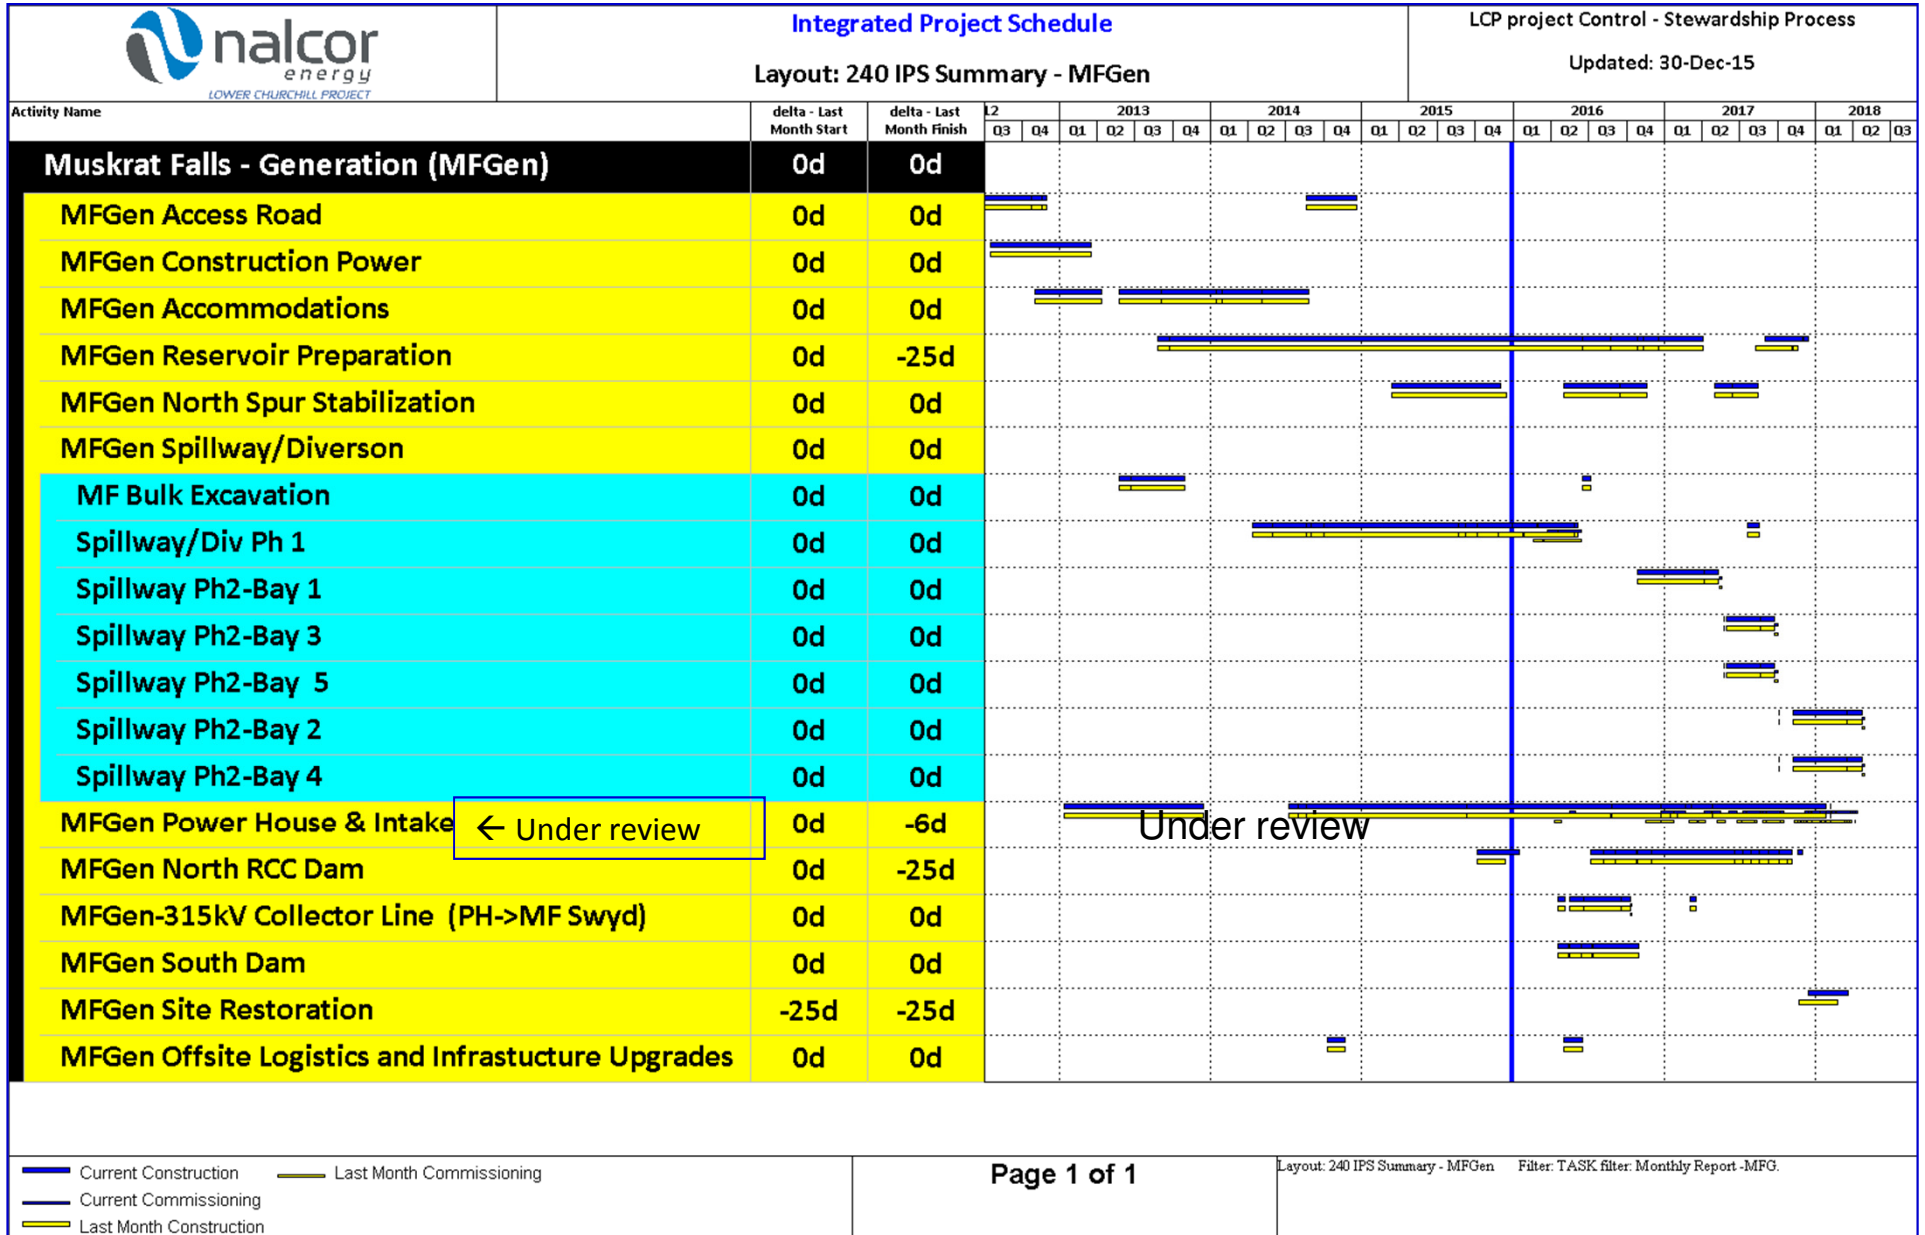 nalcor
energy
LOWER CHURCHILL PROJECT
Integrated Project Schedule
Layout: 240 IPS Summary - MFGen
LCP project Control - Stewardship Process
Updated: 30-Dec-15
Activity Name
delta - Last Month Start
delta - Last Month Finish
12 2013 2014 2015 2016 2017 2018
Q3 Q4 Q1 Q2 Q3 Q4 Q1 Q2 Q3 Q4 Q1 Q2 Q3 Q4 Q1 Q2 Q3 Q4 Q1 Q2 Q3 Q4 Q1 Q2 Q3
Muskrat Falls - Generation (MFGen) 0d 0d
MFGen Access Road 0d 0d
MFGen Construction Power 0d 0d
MFGen Accommodations 0d 0d
MFGen Reservoir Preparation 0d -25d
MFGen North Spur Stabilization 0d 0d
MFGen Spillway/Diverson 0d 0d
MF Bulk Excavation 0d 0d
Spillway/Div Ph 1 0d 0d
Spillway Ph2-Bay 1 0d 0d
Spillway Ph2-Bay 3 0d 0d
Spillway Ph2-Bay 5 0d 0d
Spillway Ph2-Bay 2 0d 0d
Spillway Ph2-Bay 4 0d 0d
MFGen Power House & Intake ← Under review 0d -6d Under review
MFGen North RCC Dam 0d -25d
MFGen-315kV Collector Line (PH->MF Swyd) 0d 0d
MFGen South Dam 0d 0d
MFGen Site Restoration -25d -25d
MFGen Offsite Logistics and Infrastucture Upgrades 0d 0d
Current Construction Last Month Commissioning
Current Commissioning
Last Month Construction
Page 1 of 1
Layout: 240 IPS Summary - MFGen Filter: TASK filter: Monthly Report -MFG.